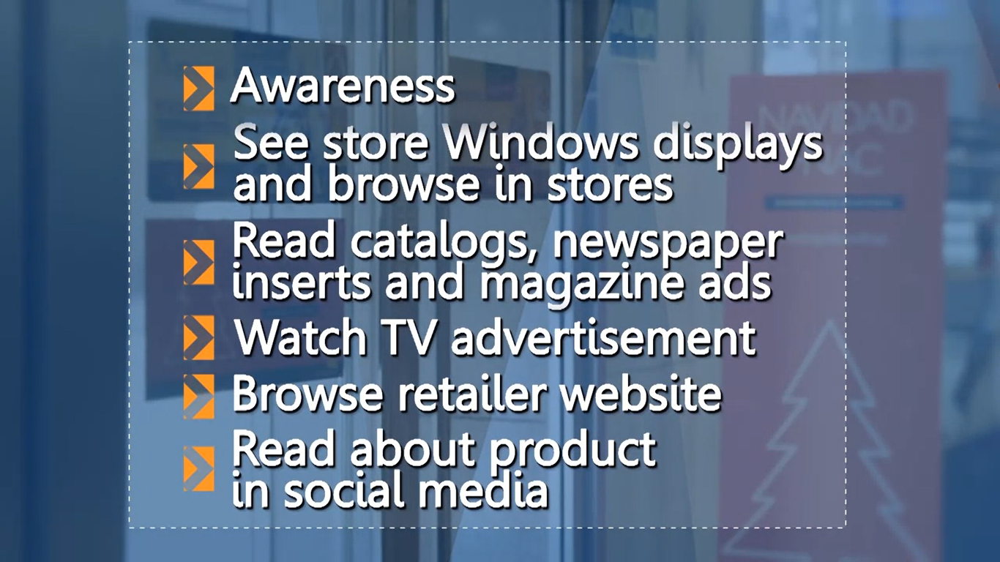 Awareness
See store Windows displays
and browse in stores
Read catalogs, newspaper
inserts and magazine ads
Watch TV advertisement
Browse retailer website
Read about product
in social media
NAVIDAD